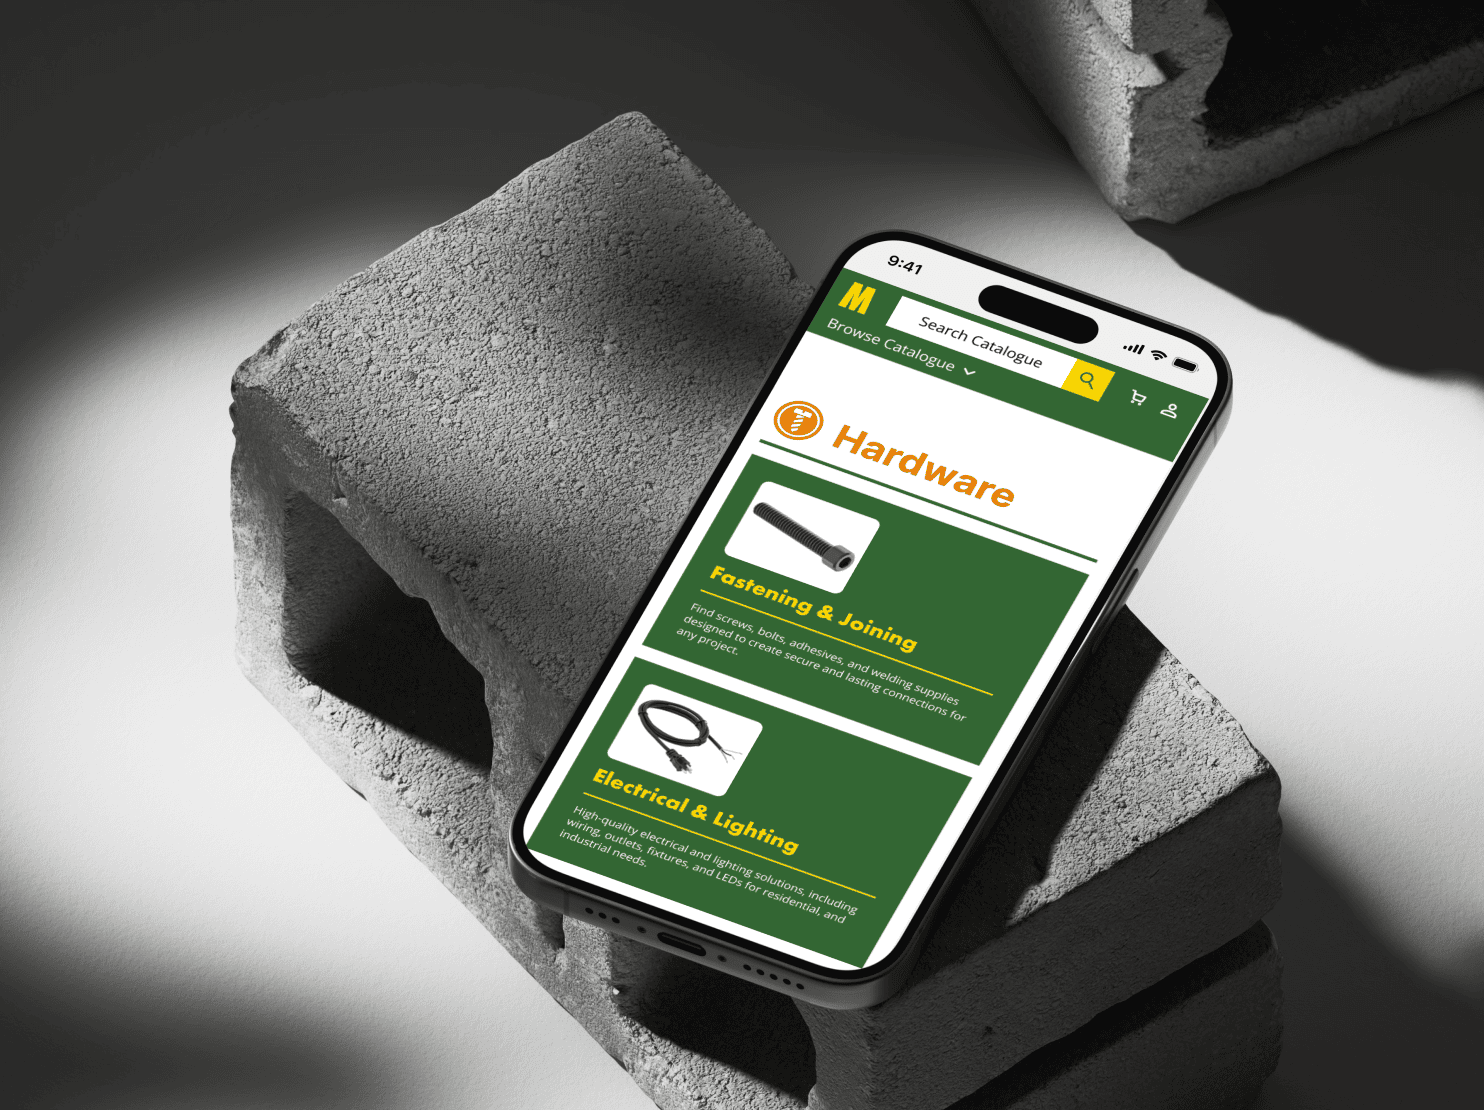 9:41
M
Search Catalogue
Browse Catalogue
Hardware
Fastening & Joining
Find screws, bolts, adhesives, and welding supplies
designed to create secure and lasting connections for
any project.
Electrical & Lighting
High-quality electrical and lighting solutions, including
wiring, outlets, fixtures, and LEDs for residential, and
industrial needs.